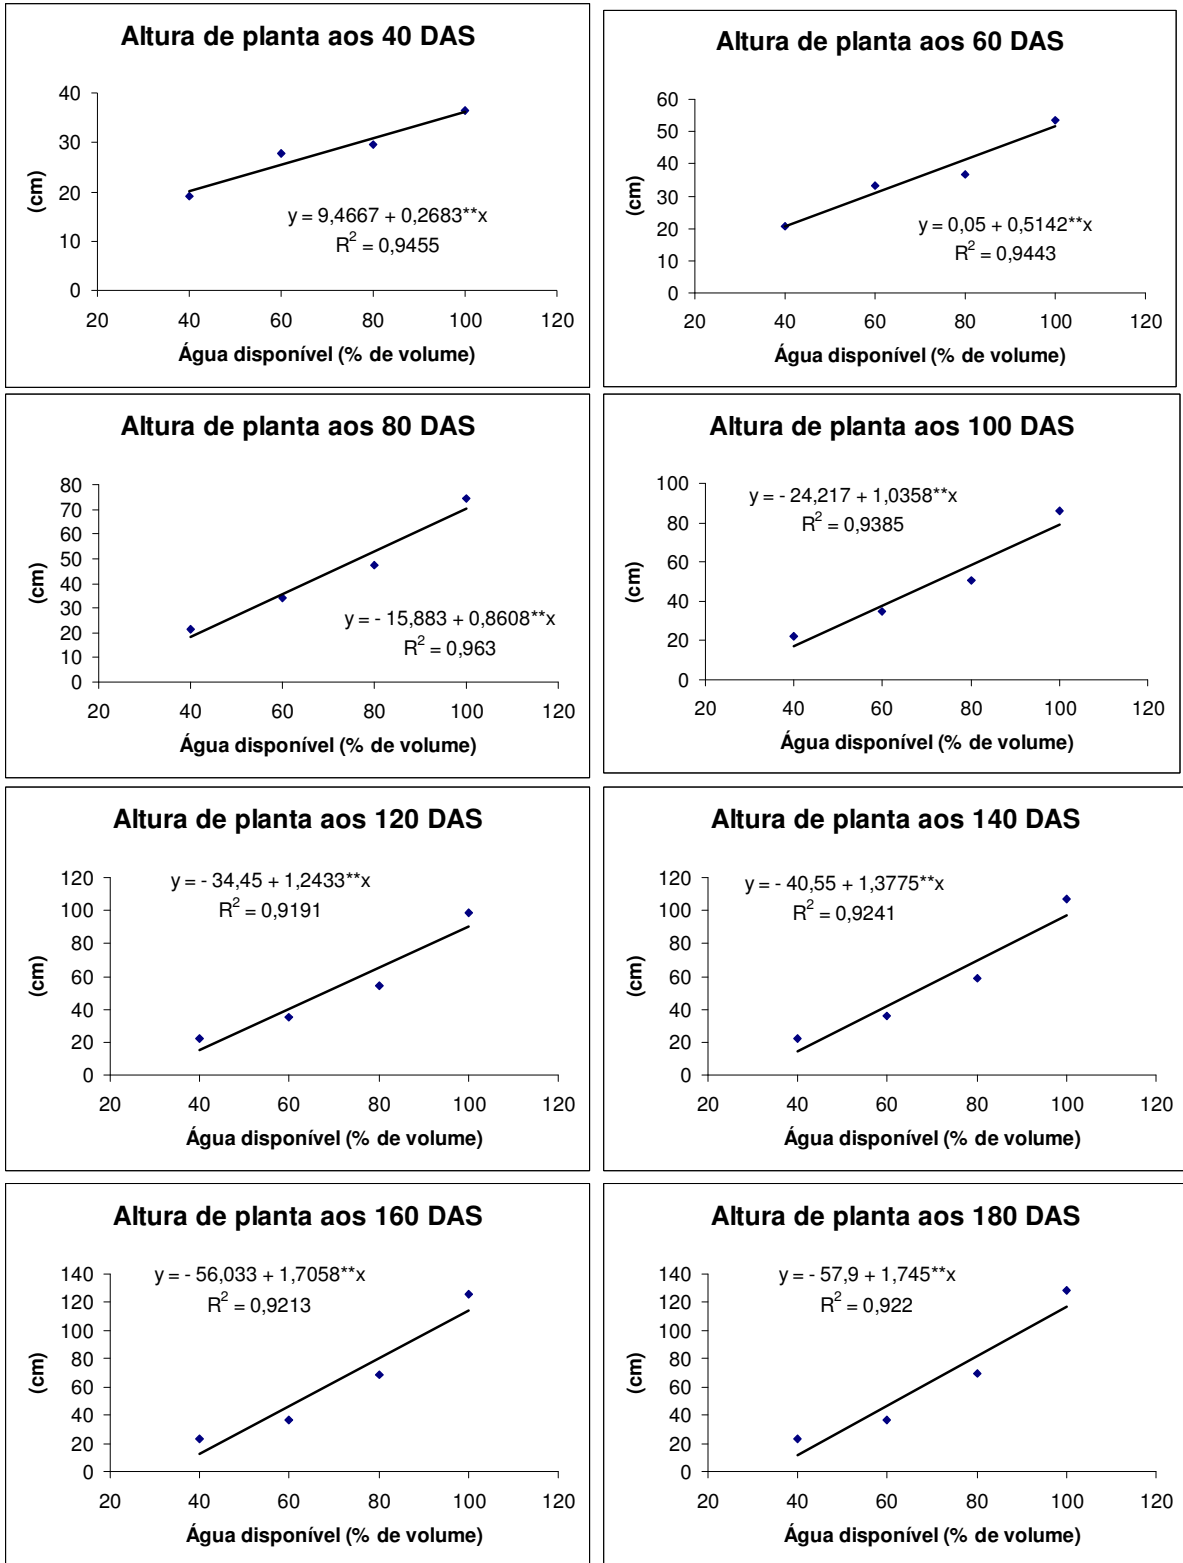 Altura de planta aos 40 DAS
40
30
20
10
0
(cm)
y = 9,4667 + 0,2683**x
R² = 0,9455
20 40 60 80 100 120
Água disponível (% de volume)
Altura de planta aos 60 DAS
60
50
40
30
20
10
0
(cm)
y = 0,05 + 0,5142**x
R² = 0,9443
20 40 60 80 100 120
Água disponível (% de volume)
Altura de planta aos 80 DAS
80
70
60
50
40
30
20
10
0
(cm)
y = - 15,883 + 0,8608**x
R² = 0,963
20 40 60 80 100 120
Água disponível (% de volume)
Altura de planta aos 100 DAS
100
80
60
40
20
0
(cm)
y = - 24,217 + 1,0358**x
R² = 0,9385
20 40 60 80 100 120
Água disponível (% de volume)
Altura de planta aos 120 DAS
120
100
80
60
40
20
0
(cm)
y = - 34,45 + 1,2433**x
R² = 0,9191
20 40 60 80 100 120
Água disponível (% de volume)
Altura de planta aos 140 DAS
120
100
80
60
40
20
0
(cm)
y = - 40,55 + 1,3775**x
R² = 0,9241
20 40 60 80 100 120
Água disponível (% de volume)
Altura de planta aos 160 DAS
140
120
100
80
60
40
20
0
(cm)
y = - 56,033 + 1,7058**x
R² = 0,9213
20 40 60 80 100 120
Água disponível (% de volume)
Altura de planta aos 180 DAS
140
120
100
80
60
40
20
0
(cm)
y = - 57,9 + 1,745**x
R² = 0,922
20 40 60 80 100 120
Água disponível (% de volume)